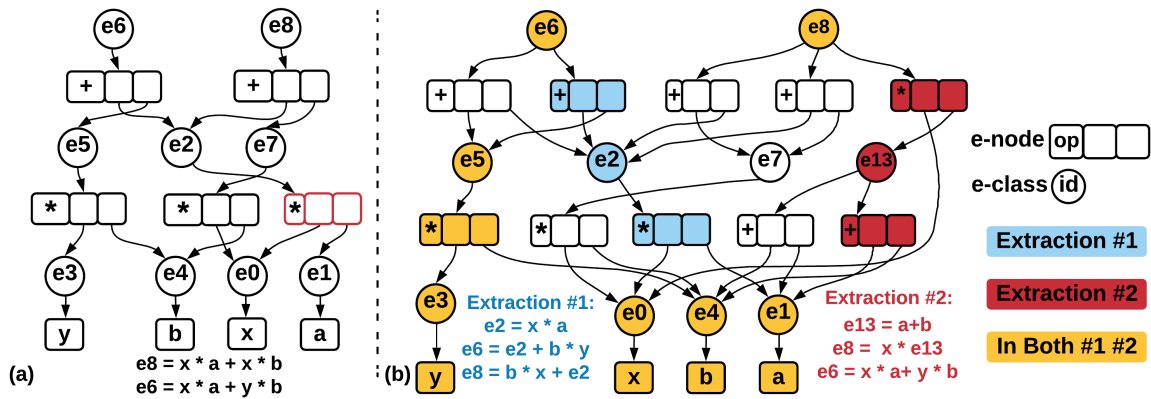 e6 e8
+ +
e5 e2 e7
* * *
e3 e4 e0 e1
y b x a
e8 = x * a + x * b
(a) e6 = x * a + y * b
e6 e8
+ + + + *
e5 e2 e7 e13
* * * + +
e3 e0 e4 e1
y x b a
Extraction #1:
e2 = x * a
e6 = e2 + b * y
(b) e8 = b * x + e2
Extraction #2:
e13 = a+b
e8 = x * e13
e6 = x * a+ y * b
e-node op
e-class id
Extraction #1
Extraction #2
In Both #1 #2